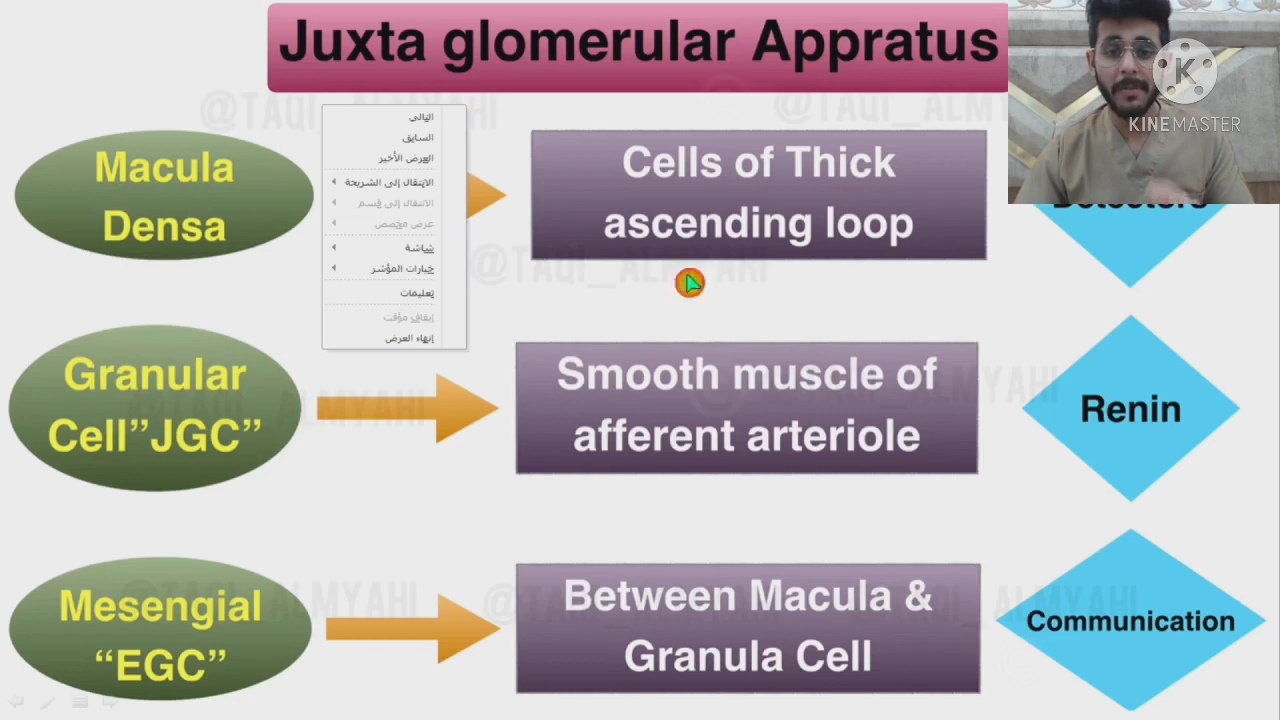 Juxta glomerular Appratus
KINEMASTER
@TAQI_ALMYAHI
Macula
Densa
التالي
السابق
العرض الأخير
الانتقال إلى الشريحة
الانتقال إلى قسم
عرض مخصص
شاشة
خيارات المؤشر
تعليمات
إيقاف مؤقت
إنهاء العرض
Cells of Thick
ascending loop
Detectors
Granular
Cell”JGC”
Smooth muscle of
afferent arteriole
Renin
Mesengial
“EGC”
Between Macula &
Granula Cell
Communication